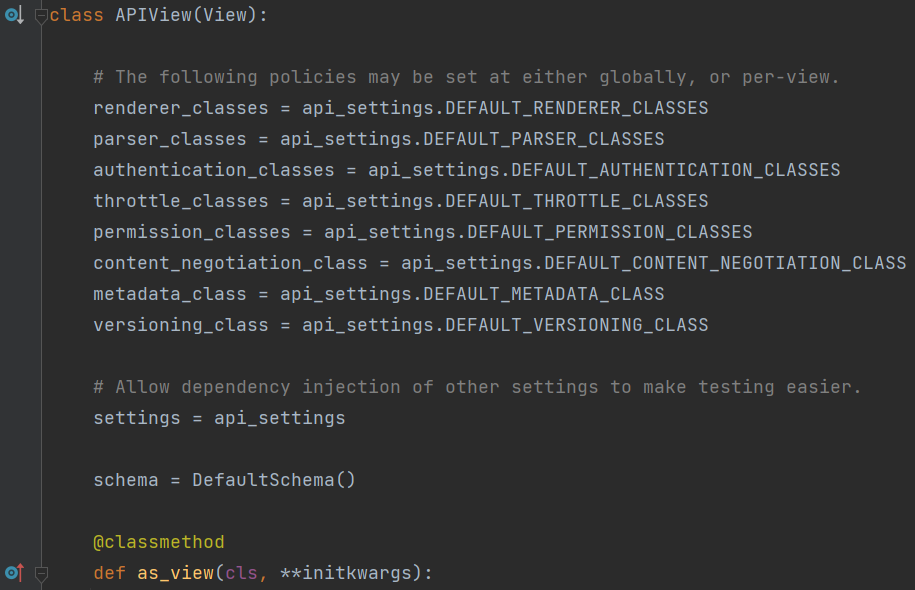 class APIView(View):
# The following policies may be set at either globally, or per-view.
renderer_classes = api_settings.DEFAULT_RENDERER_CLASSES
parser_classes = api_settings.DEFAULT_PARSER_CLASSES
authentication_classes = api_settings.DEFAULT_AUTHENTICATION_CLASSES
throttle_classes = api_settings.DEFAULT_THROTTLE_CLASSES
permission_classes = api_settings.DEFAULT_PERMISSION_CLASSES
content_negotiation_class = api_settings.DEFAULT_CONTENT_NEGOTIATION_CLASS
metadata_class = api_settings.DEFAULT_METADATA_CLASS
versioning_class = api_settings.DEFAULT_VERSIONING_CLASS
# Allow dependency injection of other settings to make testing easier.
settings = api_settings
schema = DefaultSchema()
@classmethod
def as_view(cls, **initkwargs):